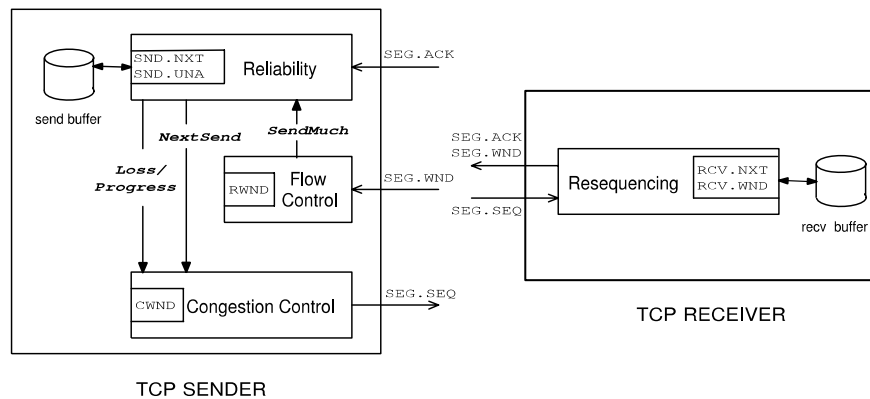 SND.NXT
SND.UNA
Reliability
SEG.ACK
send buffer
NextSend
SendMuch
Loss/
Progress
RWND
Flow
Control
SEG.WND
CWND
Congestion Control
SEG.SEQ
TCP SENDER
SEG.ACK
SEG.WND
SEG.SEQ
Resequencing
RCV.NXT
RCV.WND
recv buffer
TCP RECEIVER